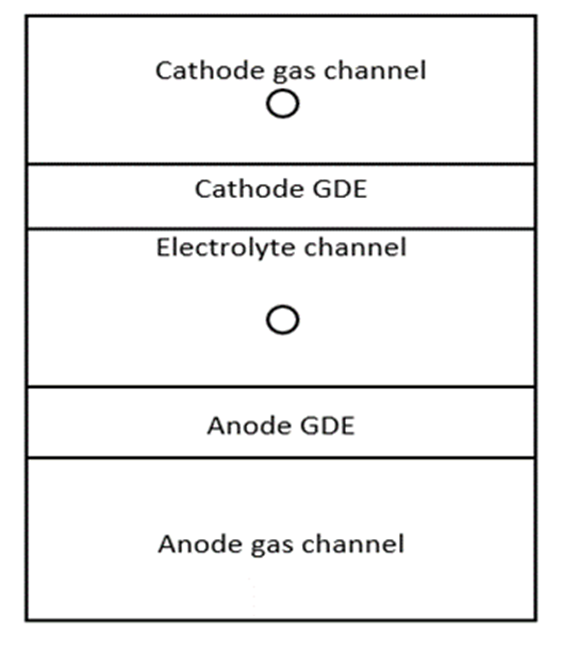 Cathode gas channel
Cathode GDE
Electrolyte channel
Anode GDE
Anode gas channel